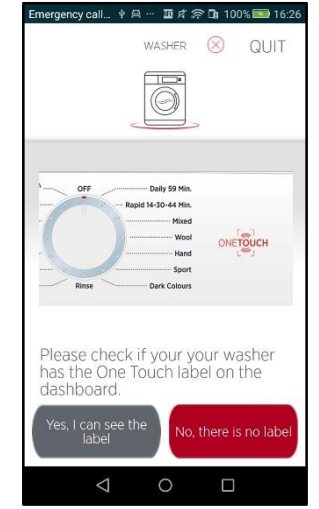 Emergency call... ... 100% 16:26
WASHER QUIT
OFF
Daily 59 Min.
Rapid 14-30-44 Min.
Mixed
Wool
Hand
Sport
Rinse
Dark Colours
ONETOUCH
Please check if your your washer
has the One Touch label on the
dashboard.
Yes, I can see the
label
No, there is no label